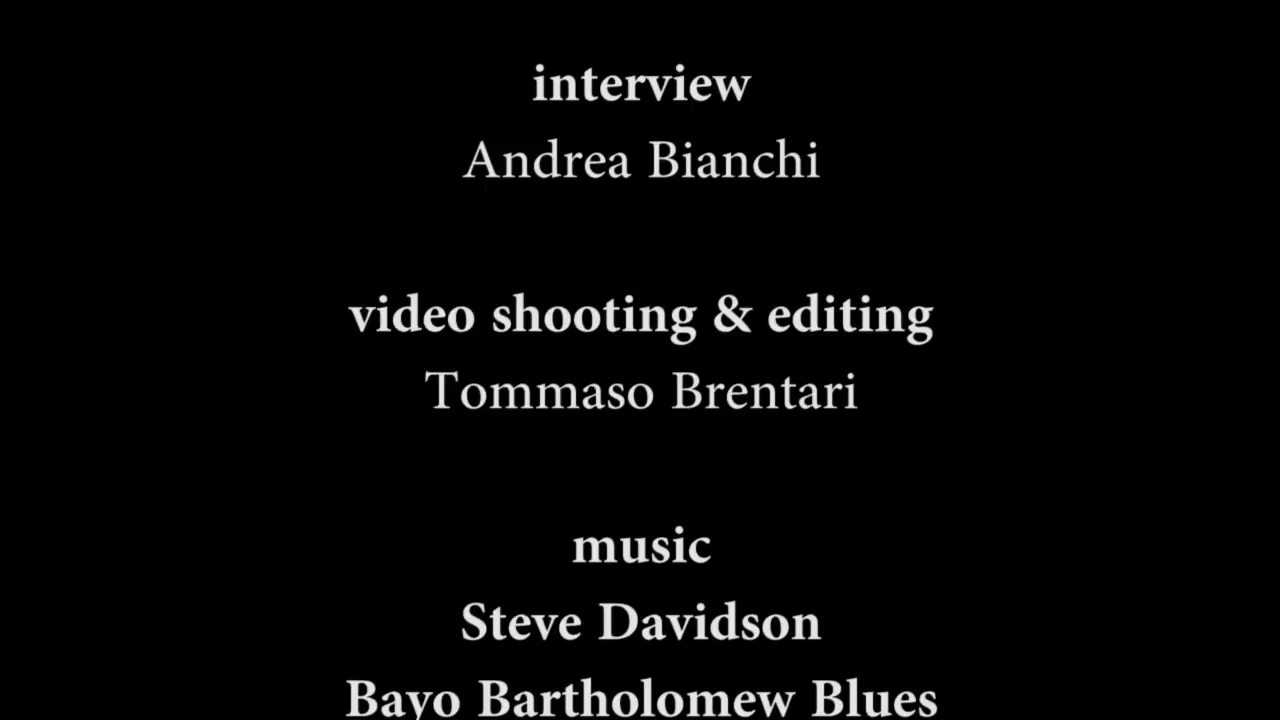 interview
Andrea Bianchi
video shooting & editing
Tommaso Brentari
music
Steve Davidson
Bayo Bartholomew Blues